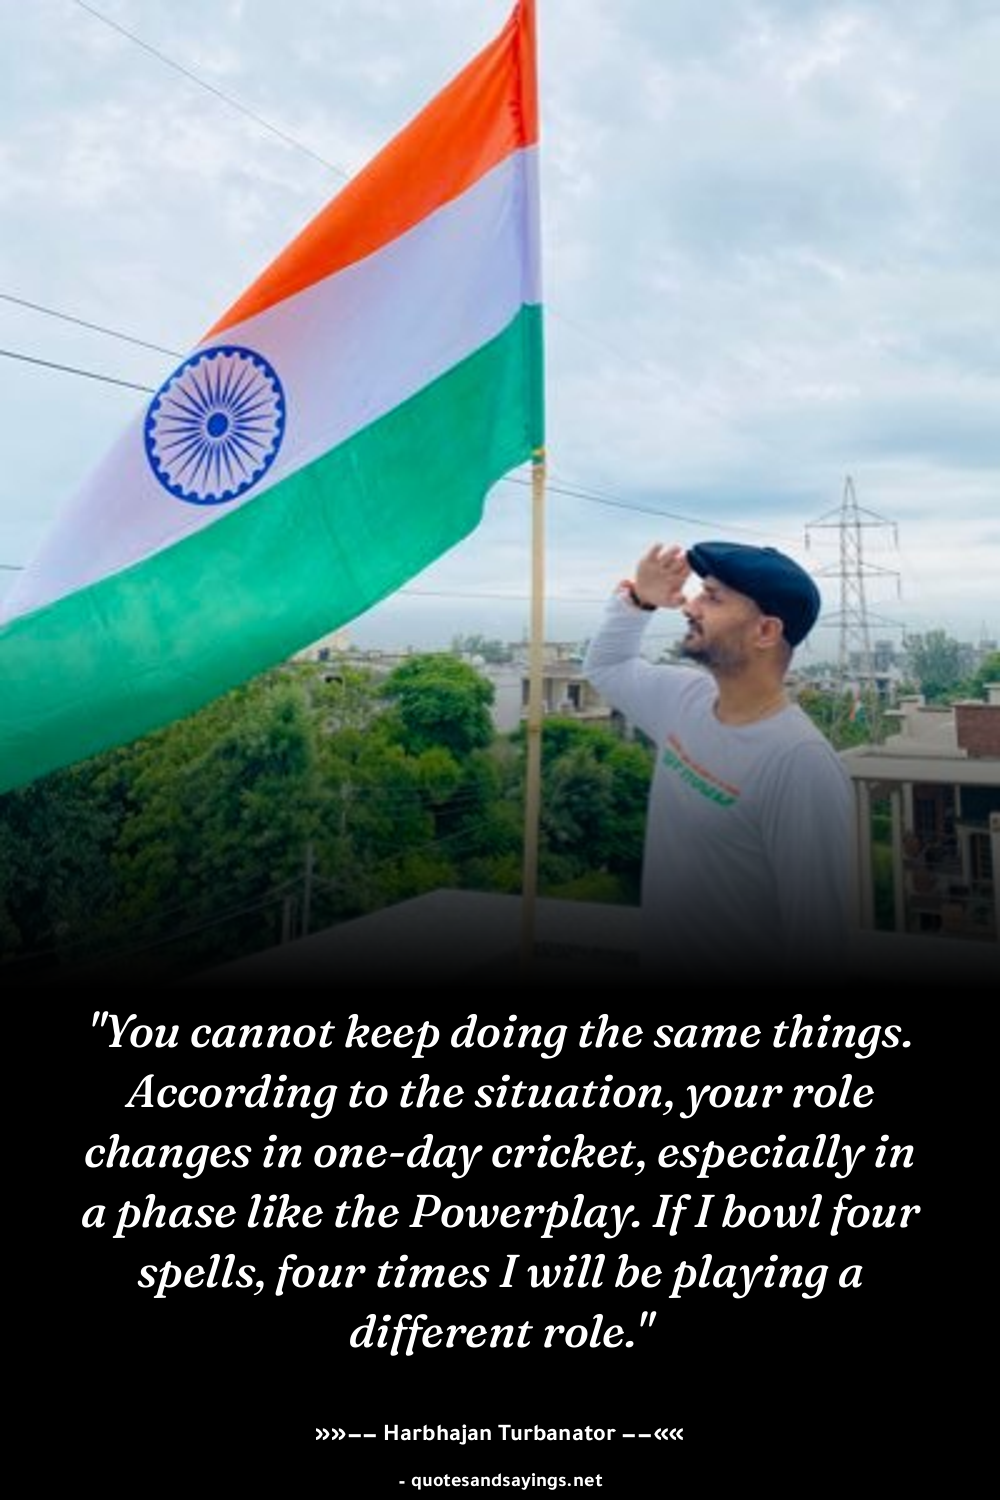 "You cannot keep doing the same things.
According to the situation, your role
changes in one-day cricket, especially in
a phase like the Powerplay. If I bowl four
spells, four times I will be playing a
different role."
»»−− Harbhajan Turbanator −−««
- quotesandsayings.net